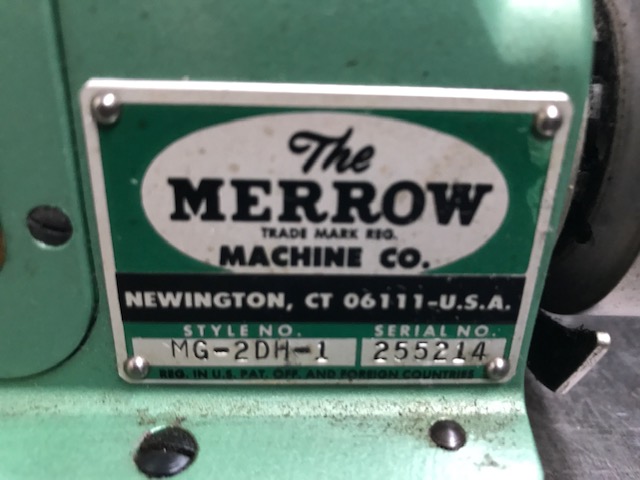 The
MERROW
TRADE MARK REG.
MACHINE CO.
NEWINGTON, CT 06111-U.S.A.
STYLE NO. SERIAL NO.
MG-2DH-1 255214
REG. IN U.S. PAT. OFF. AND FOREIGN COUNTRIES